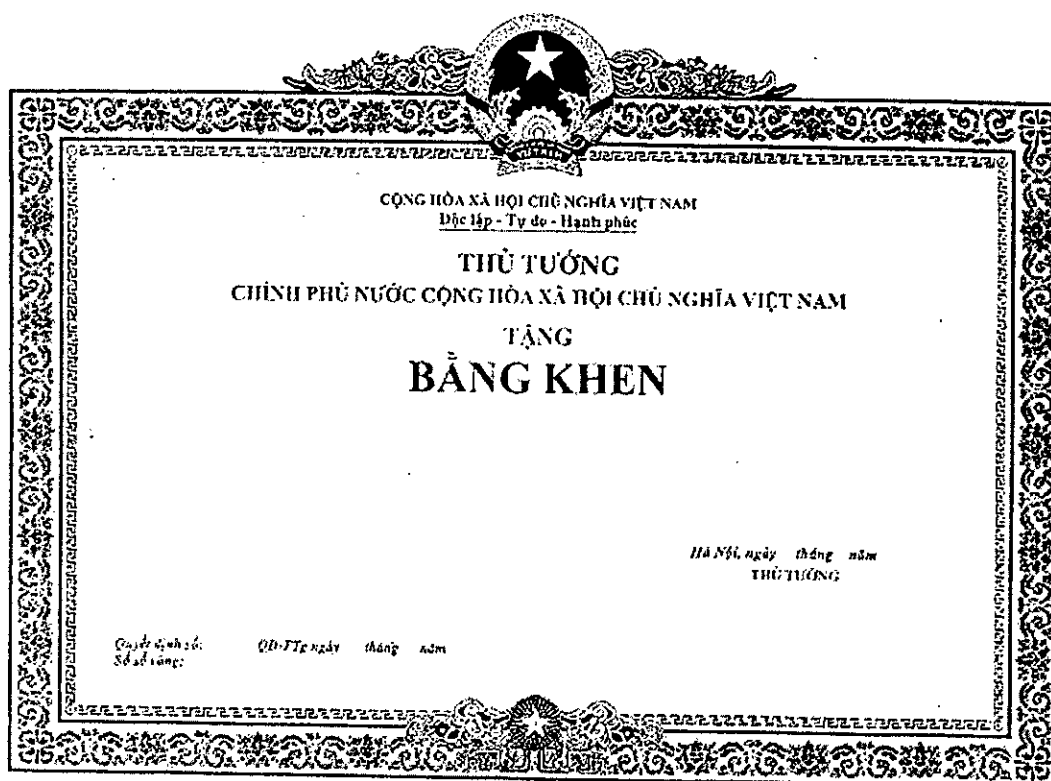 VIỆT NAM
CỘNG HÒA XÃ HỘI CHỦ NGHĨA VIỆT NAM
Độc lập - Tự do - Hạnh phúc
THỦ TƯỚNG
CHÍNH PHỦ NƯỚC CỘNG HÒA XÃ HỘI CHỦ NGHĨA VIỆT NAM
TẶNG
BẰNG KHEN
Hà Nội, ngày tháng năm
THỦ TƯỚNG
Quyết định số: QĐ-TTg ngày tháng năm
Số sổ vàng: